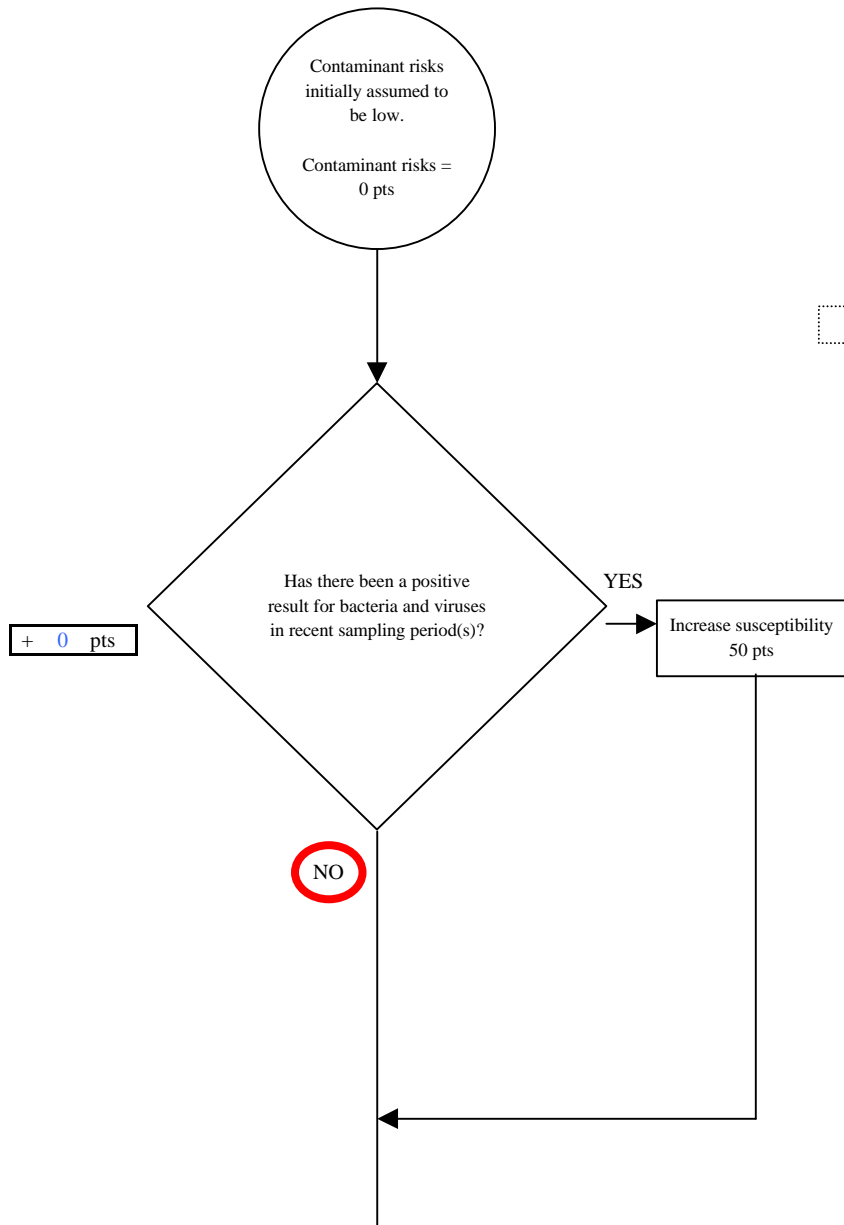 Contaminant risks
initially assumed to
be low.
Contaminant risks =
0 pts
Has there been a positive
result for bacteria and viruses
in recent sampling period(s)?
YES
+ 0 pts
Increase susceptibility
50 pts
NO